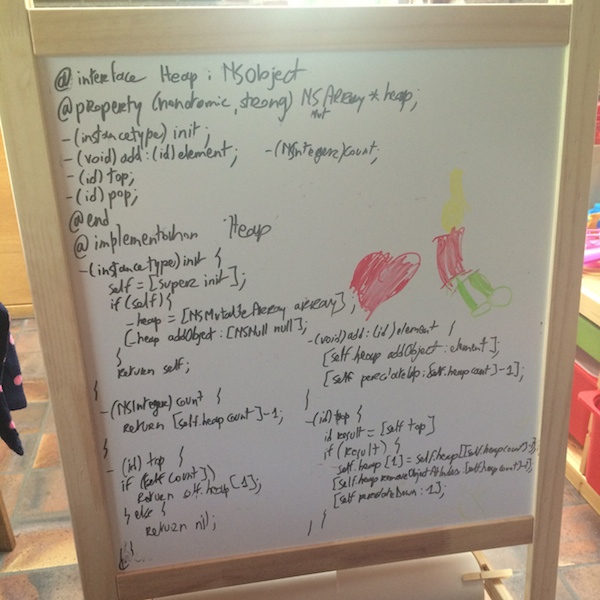 @interface Heap : NSObject
@property (nonatomic, strong) NSMutArray * heap;
-(instancetype) init;
-(void) add:(id) element;
-(NSInteger) count;
-(id) top;
-(id) pop;
@end
@implementation Heap
-(instancetype) init {
self = [super init];
if (self) {
_heap = [NSMutableArray array];
[_heap addObject:[NSNull null]];
}
return self;
}
-(NSInteger) count {
return [self.heap count]-1;
}
-(id) top {
if (self count])
return self.heap[1];
} else {
return nil;
}
}
-(void) add:(id) element {
[self.heap addObject:element];
[self percolateUp:[self.heap count]-1];
}
-(id) pop {
id result = [self top]
if (result) {
self.heap[1] = self.heap[[self.heap count]-1];
[self.heap removeObjectAtIndex:[self.heap count]-1];
[self percolateDown:1];
}